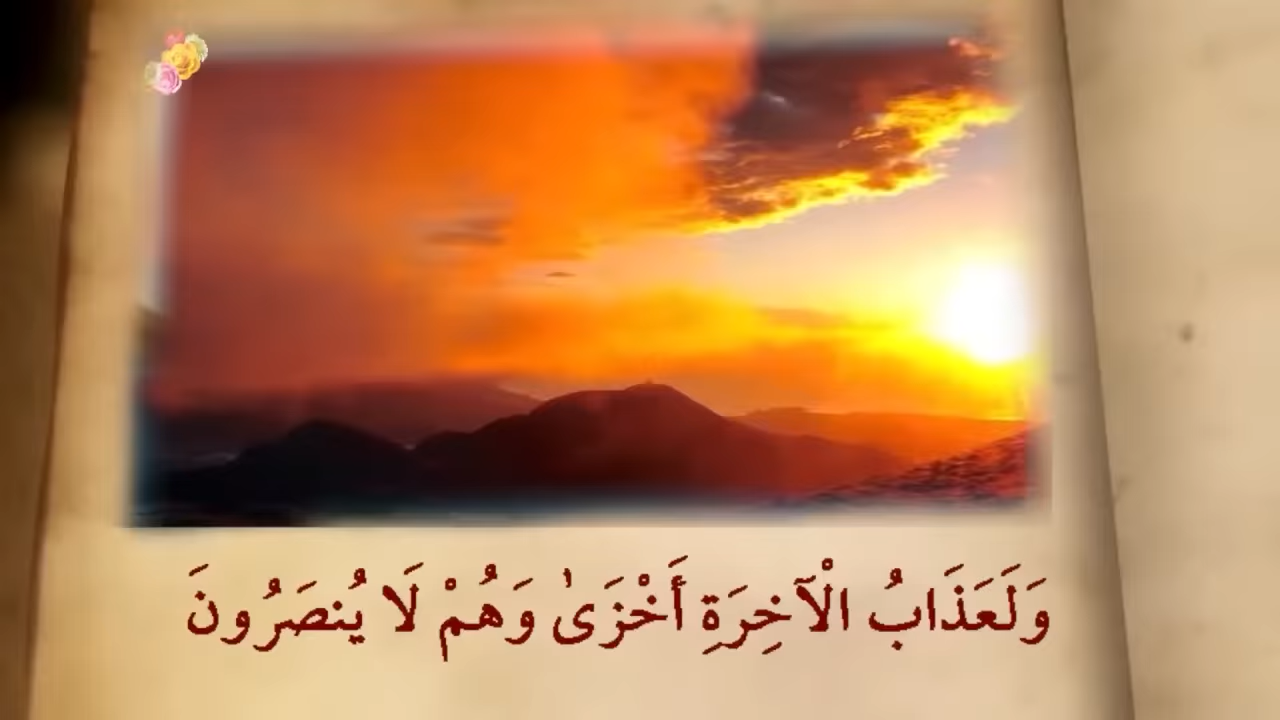 وَلَعَذَابُ الْآخِرَةِ أَخْزَىٰ وَهُمْ لَا يُنصَرُونَ